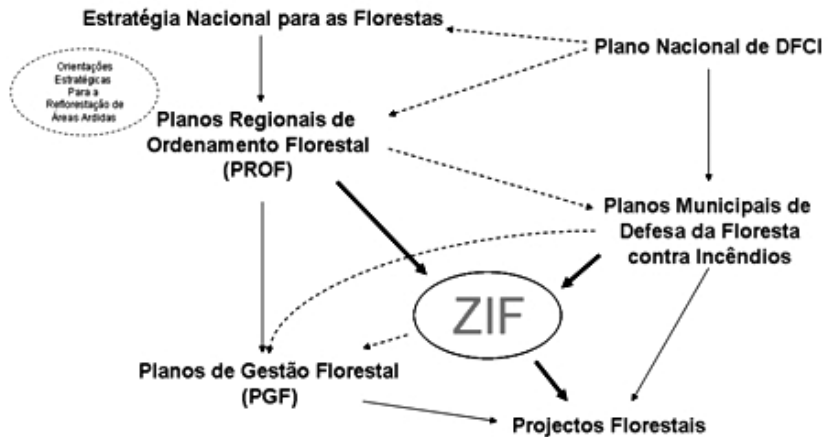 Estratégia Nacional para as Florestas
Plano Nacional de DFCI
Orientações
Estratégicas
Para a
Reflorestação de
Áreas Ardidas
Planos Regionais de
Ordenamento Florestal
(PROF)
Planos Municipais de
Defesa da Floresta
contra Incêndios
ZIF
Planos de Gestão Florestal
(PGF)
Projectos Florestais